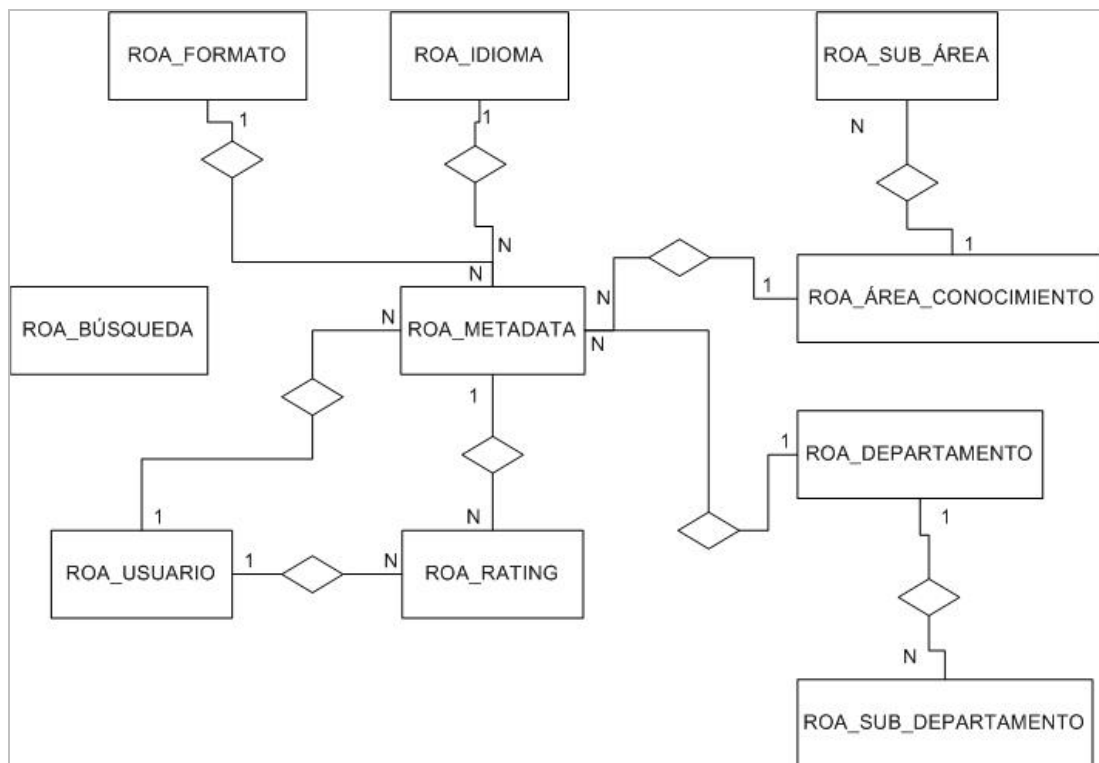 ROA_FORMATO
ROA_IDIOMA
ROA_SUB_ÁREA
1
1
N
N
1
N
N
1
ROA_BÚSQUEDA
N
ROA_METADATA
N
ROA_ÁREA_CONOCIMIENTO
1
1
ROA_DEPARTAMENTO
1
N
1
ROA_USUARIO
1
N
ROA_RATING
N
ROA_SUB_DEPARTAMENTO